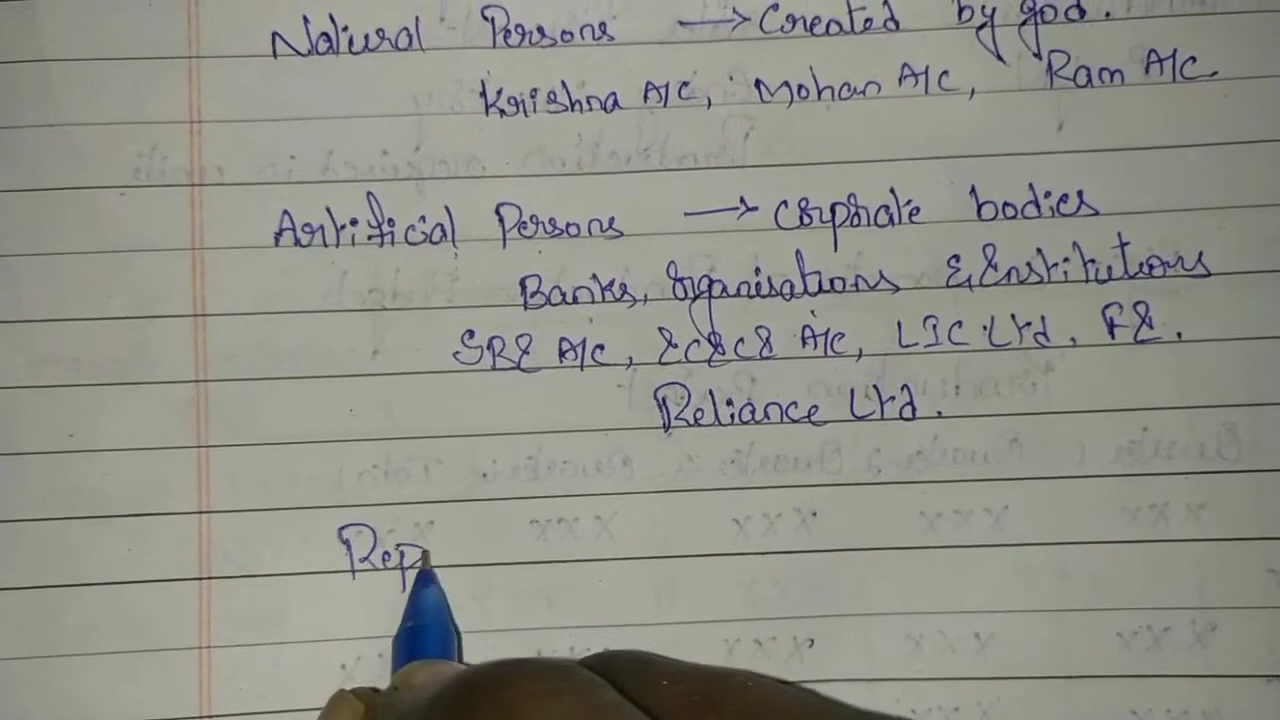 Natural Persons → Created by god.
Krishna A/C, Mohan A/C, Ram A/C
Artificial Persons → Corporate bodies
Banks, Organisations & Institutions
SBI A/C, ICICI A/C, LIC Ltd, RI.
Reliance Ltd.
Rep